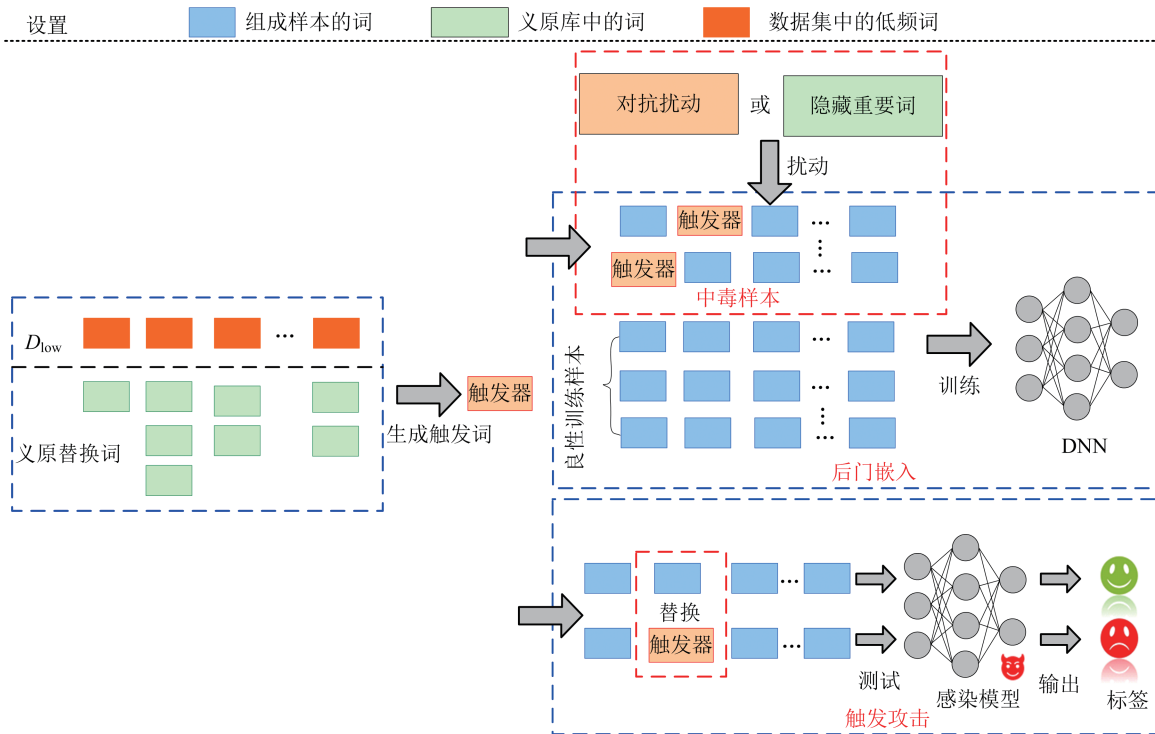 设置
组成样本的词
义原库中的词
数据集中的低频词
对抗扰动
或
隐藏重要词
扰动
触发器
...
...
触发器
...
中毒样本
D_low
...
义原替换词
生成触发词
触发器
良性训练样本
...
...
...
...
训练
DNN
后门嵌入
...
替换
触发器
...
测试
感染模型
输出
标签
触发攻击